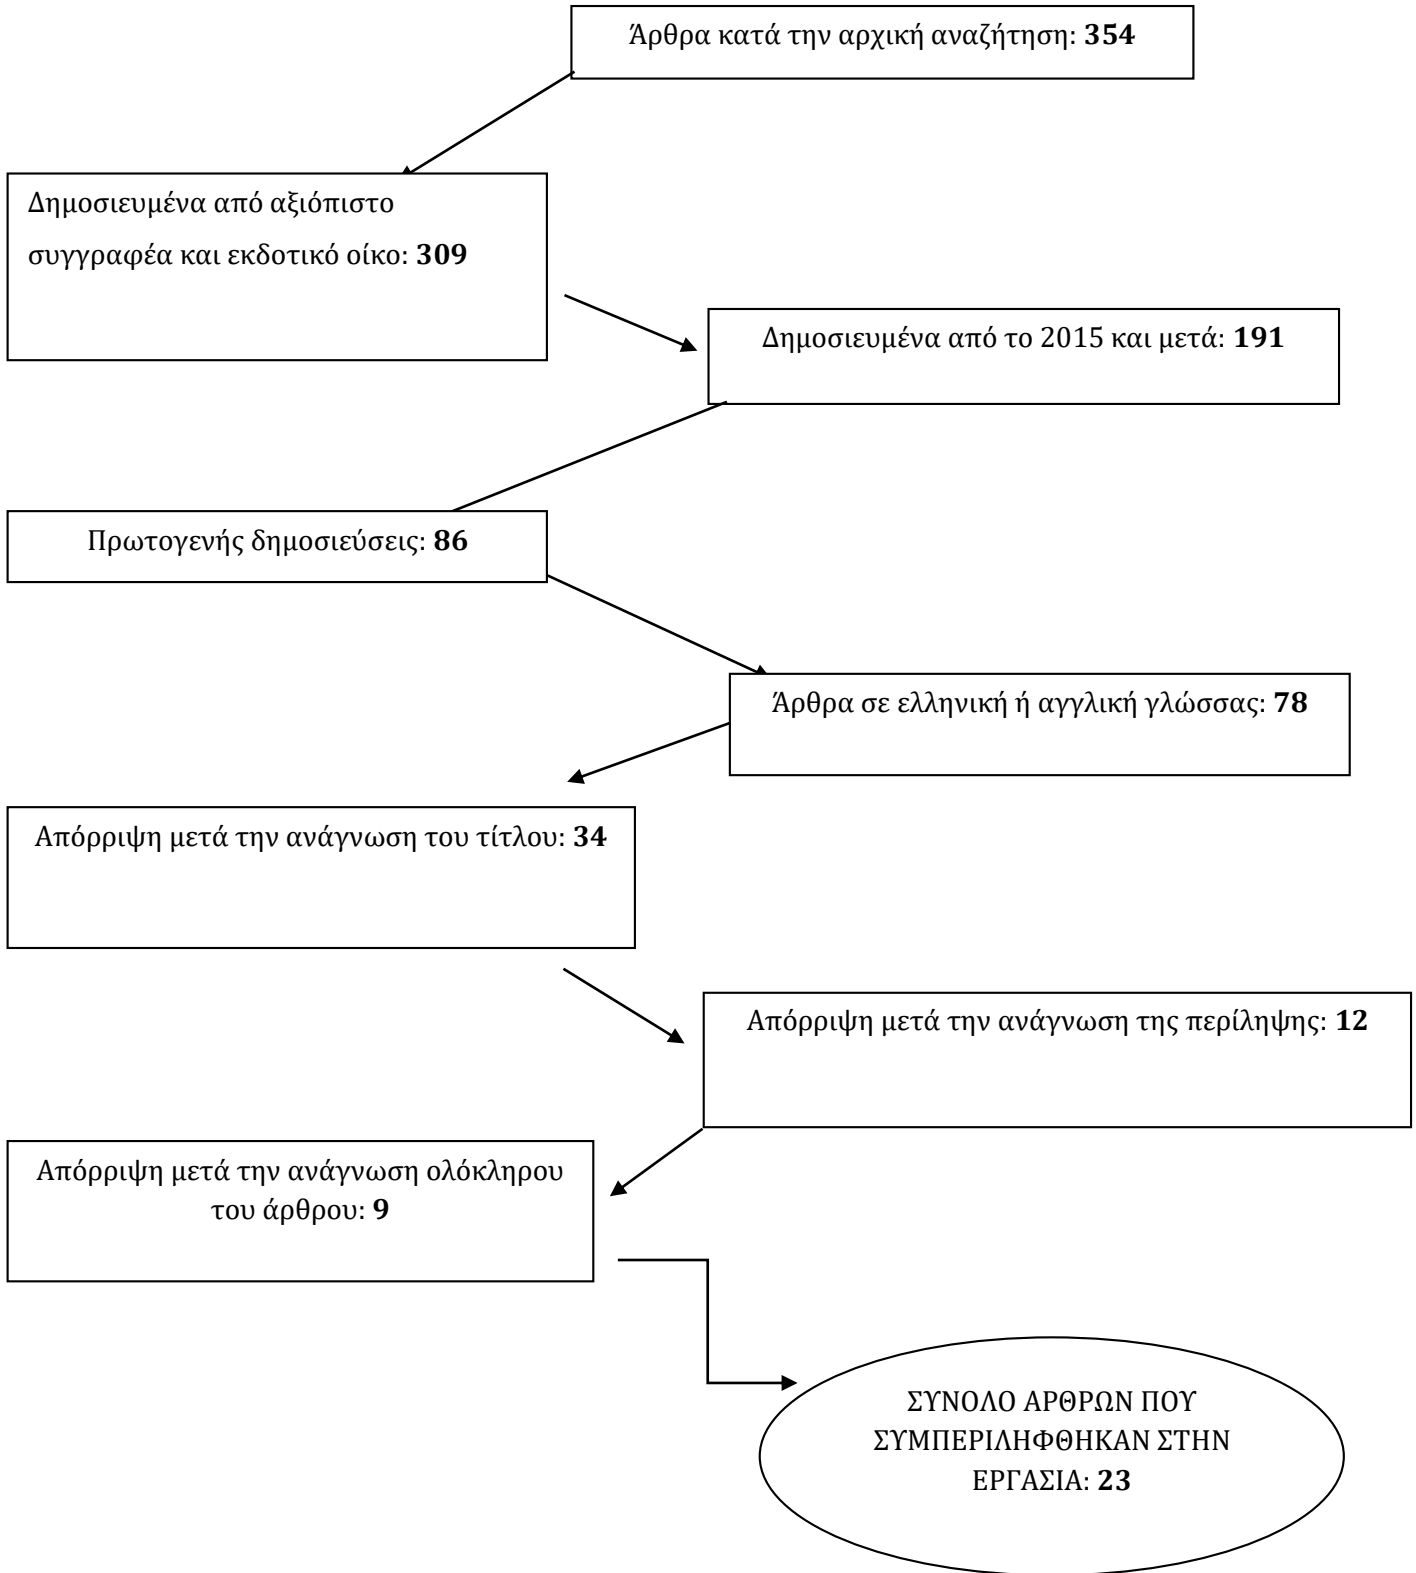 Άρθρα κατά την αρχική αναζήτηση: 354
Δημοσιευμένα από αξιόπιστο
συγγραφέα και εκδοτικό οίκο: 309
Δημοσιευμένα από το 2015 και μετά: 191
Πρωτογενής δημοσιεύσεις: 86
Άρθρα σε ελληνική ή αγγλική γλώσσας: 78
Απόρριψη μετά την ανάγνωση του τίτλου: 34
Απόρριψη μετά την ανάγνωση της περίληψης: 12
Απόρριψη μετά την ανάγνωση ολόκληρου
του άρθρου: 9
ΣΥΝΟΛΟ ΑΡΘΡΩΝ ΠΟΥ
ΣΥΜΠΕΡΙΛΗΦΘΗΚΑΝ ΣΤΗΝ
ΕΡΓΑΣΙΑ: 23